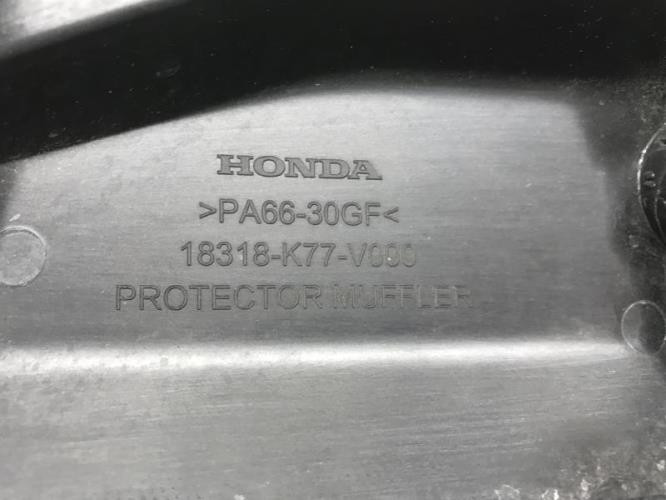 HONDA
>PA66-30GF<
18318-K77-V000
PROTECTOR MUFFLER